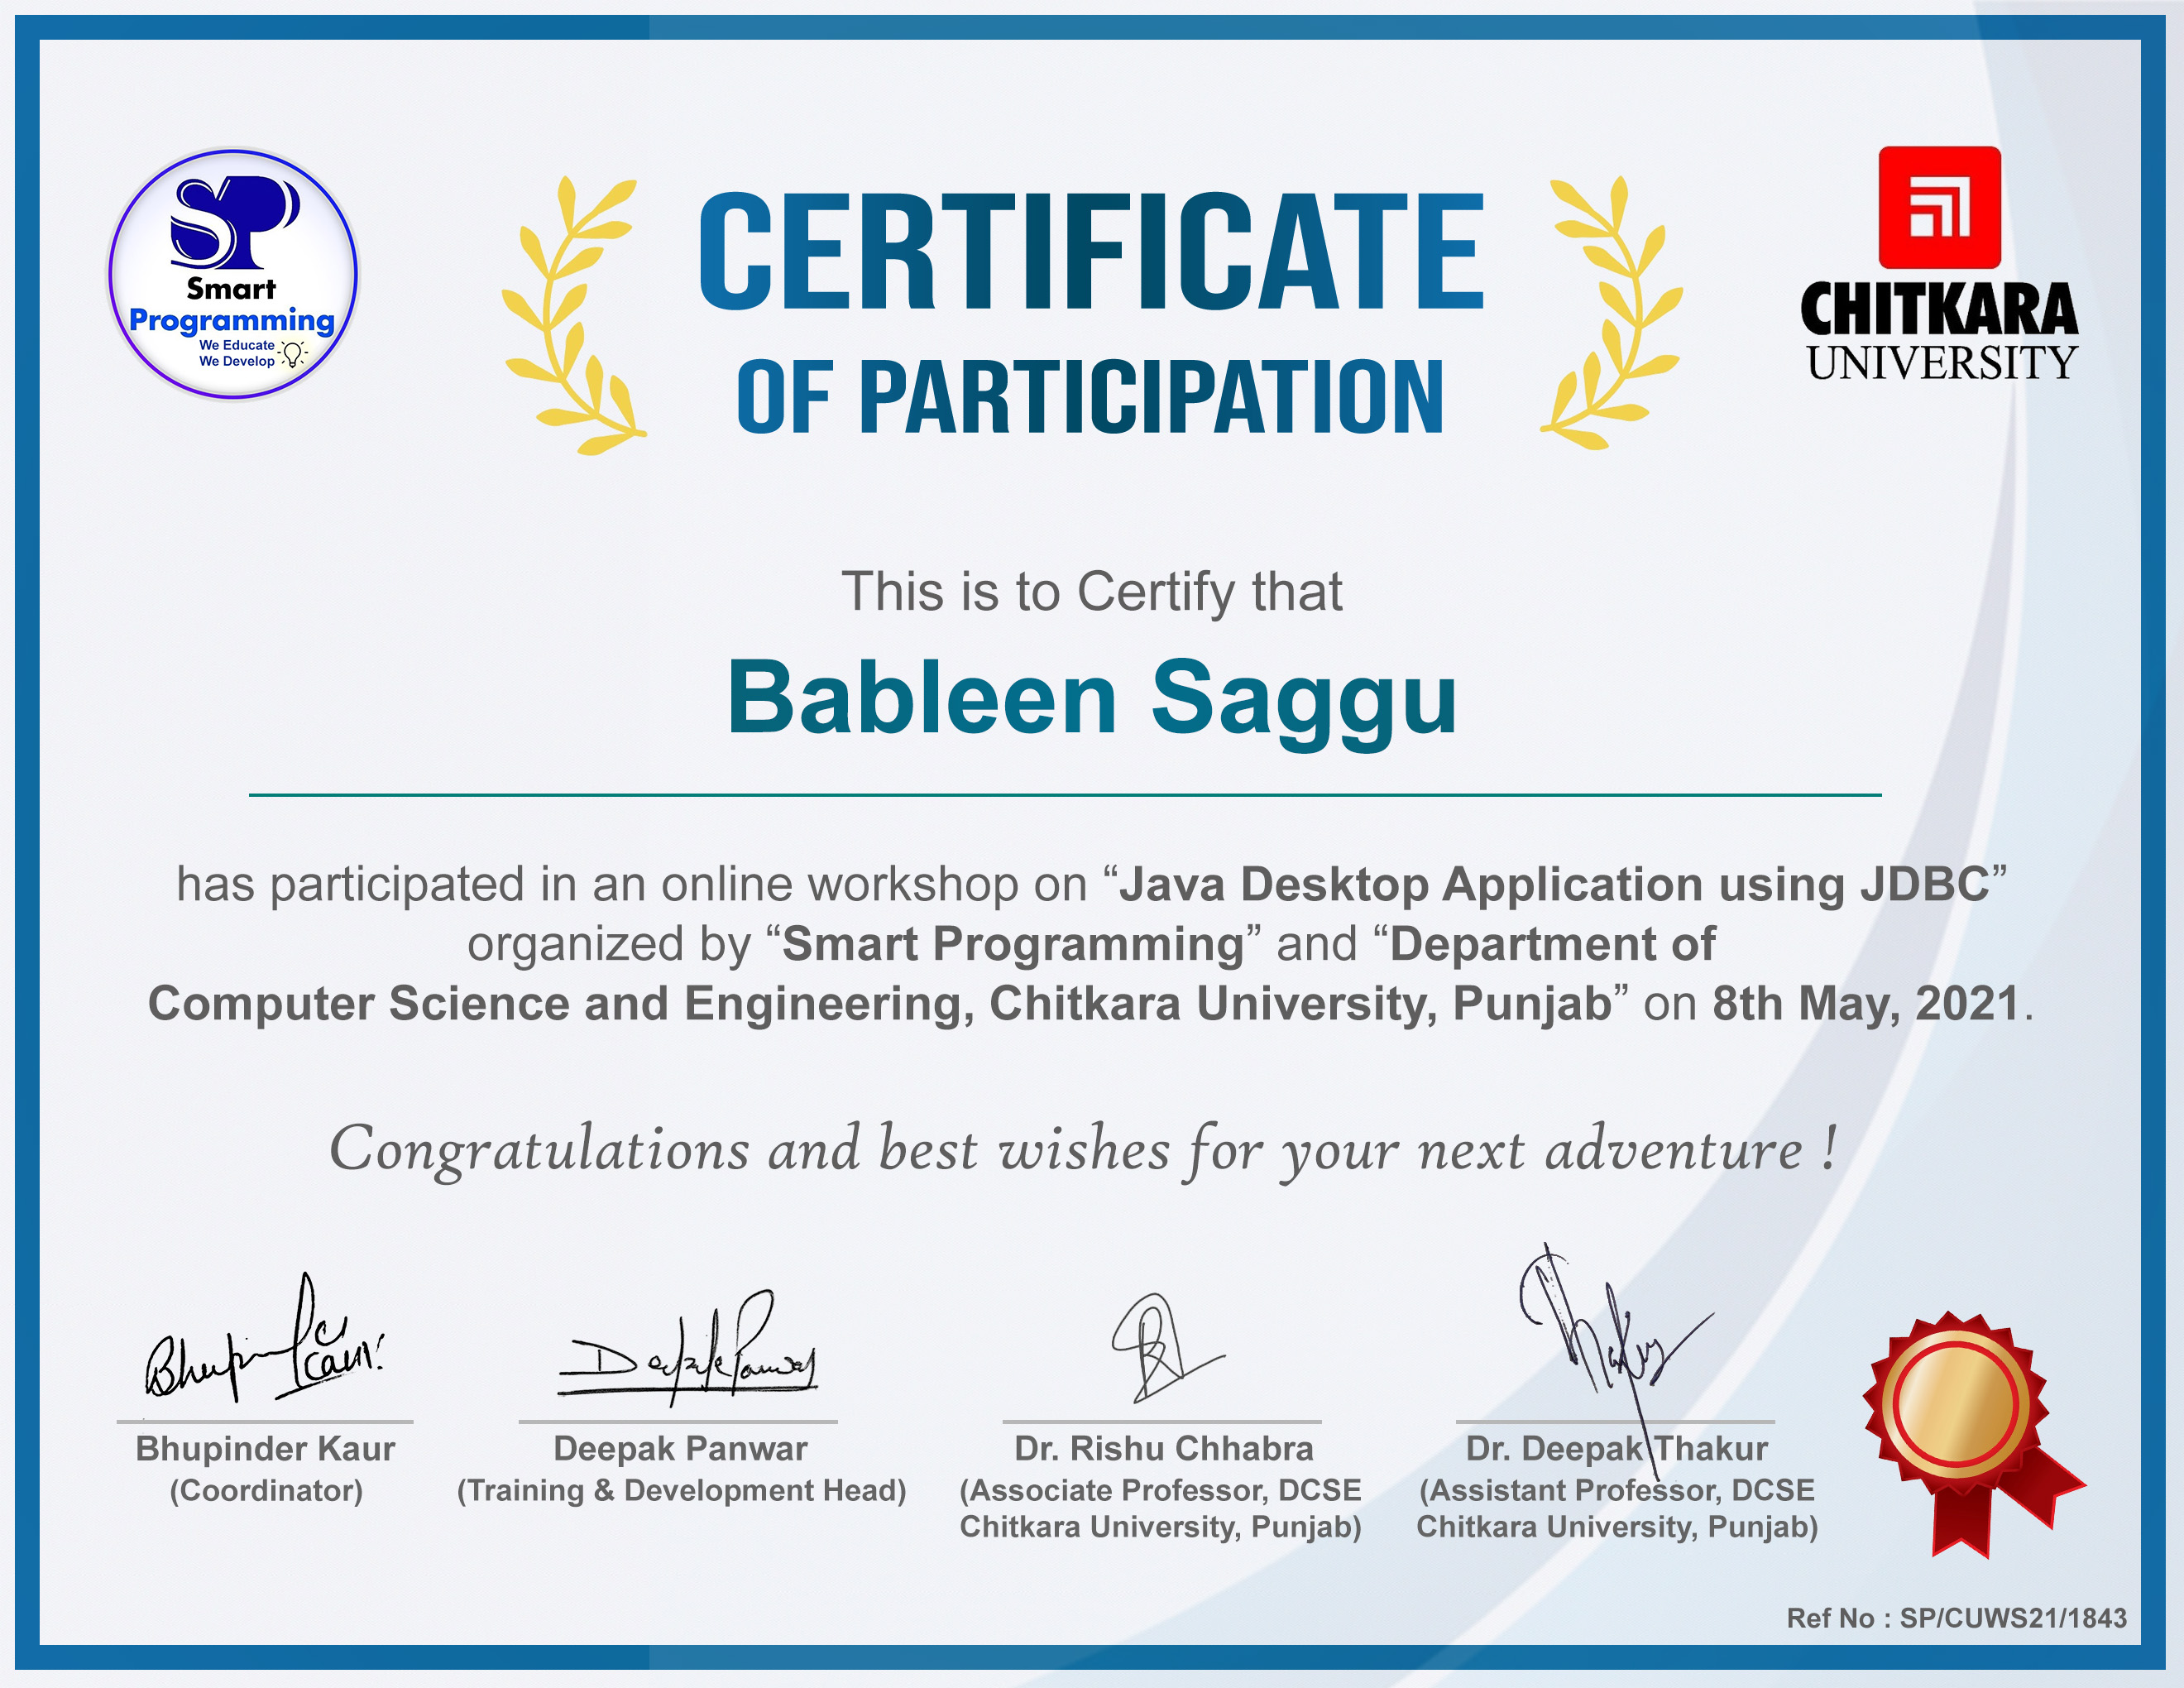 Smart
Programming
We Educate
We Develop
CERTIFICATE
OF PARTICIPATION
CHITKARA
UNIVERSITY
This is to Certify that
Bableen Saggu
has participated in an online workshop on “Java Desktop Application using JDBC”
organized by “Smart Programming” and “Department of
Computer Science and Engineering, Chitkara University, Punjab” on 8th May, 2021.
Congratulations and best wishes for your next adventure !
Deepak Panwar
Bhupinder Kaur
(Coordinator)
Deepak Panwar
(Training & Development Head)
Dr. Rishu Chhabra
(Associate Professor, DCSE
Chitkara University, Punjab)
Dr. Deepak Thakur
(Assistant Professor, DCSE
Chitkara University, Punjab)
Ref No : SP/CUWS21/1843